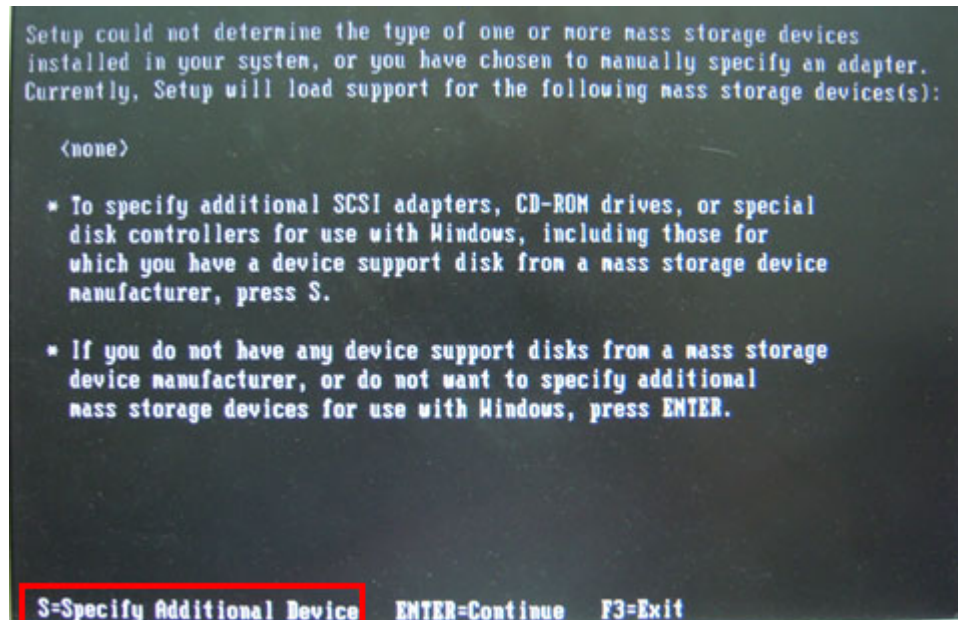 Setup could not determine the type of one or more mass storage devices
installed in your system, or you have chosen to manually specify an adapter.
Currently, Setup will load support for the following mass storage devices(s):
<none>
* To specify additional SCSI adapters, CD-ROM drives, or special
disk controllers for use with Windows, including those for
which you have a device support disk from a mass storage device
manufacturer, press S.
* If you do not have any device support disks from a mass storage
device manufacturer, or do not want to specify additional
mass storage devices for use with Windows, press ENTER.
S=Specify Additional Device ENTER=Continue F3=Exit